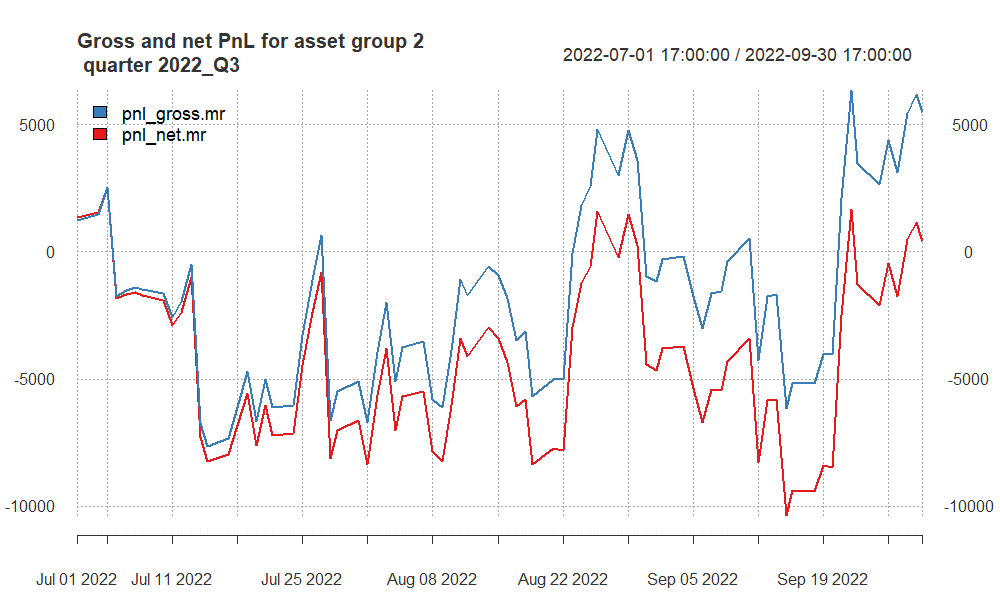 Gross and net PnL for asset group 2
quarter 2022_Q3
2022-07-01 17:00:00 / 2022-09-30 17:00:00
pnl_gross.mr
pnl_net.mr
5000 5000
0 0
-5000 -5000
-10000 -10000
Jul 01 2022 Jul 11 2022 Jul 25 2022 Aug 08 2022 Aug 22 2022 Sep 05 2022 Sep 19 2022